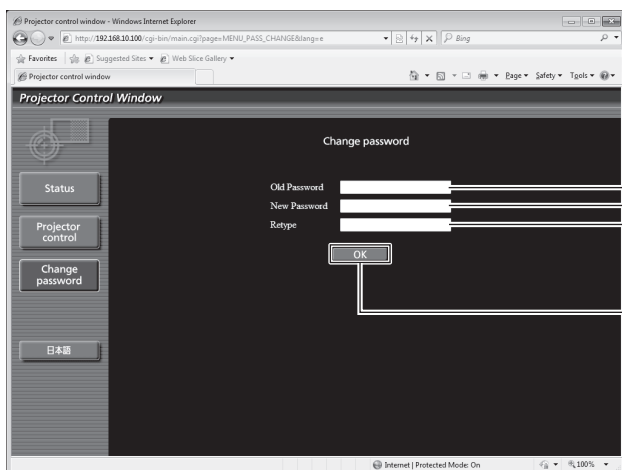 Projector control window - Windows Internet Explorer
http://192.168.10.100/cgi-bin/main.cgi?page=MENU_PASS_CHANGE&lang=e
Bing
Favorites
Suggested Sites
Web Slice Gallery
Projector control window
Page
Safety
Tools
Projector Control Window
Change password
Status
Old Password
New Password
Projector
control
Retype
OK
Change
password
日本語
Internet | Protected Mode: On
100%